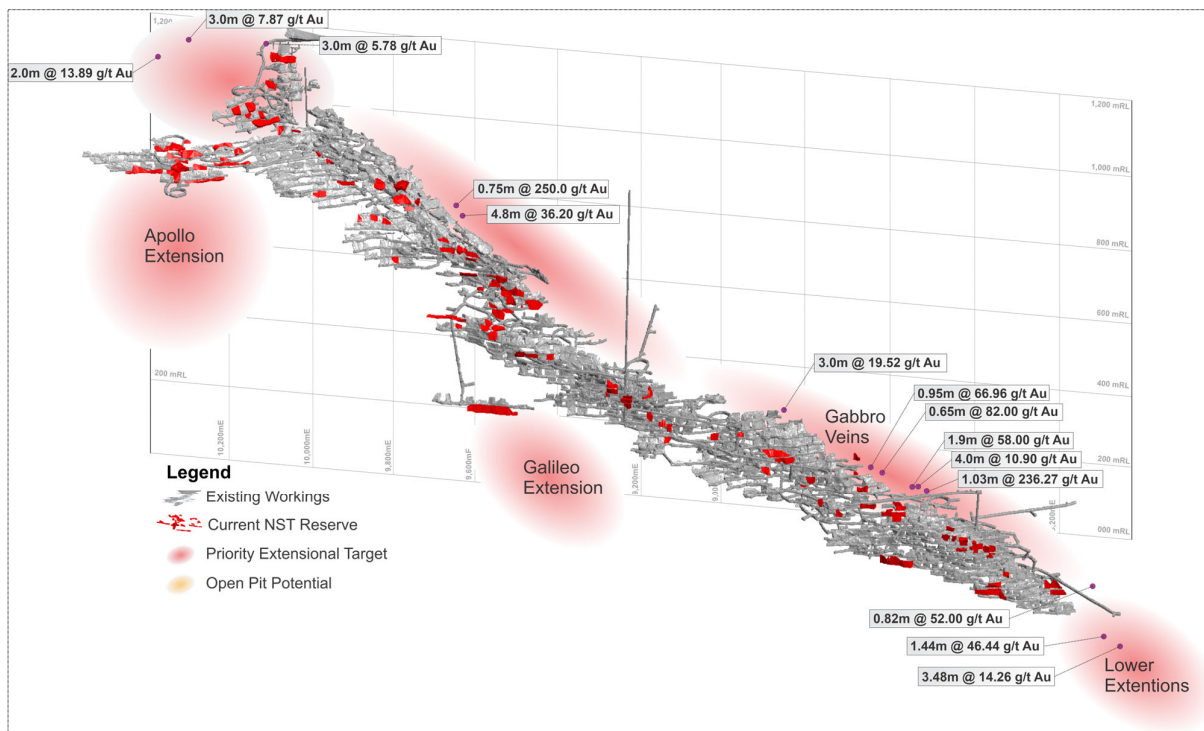 1,200
3.0m @ 7.87 g/t Au
3.0m @ 5.78 g/t Au
2.0m @ 13.89 g/t Au
1,200 mRL
1,000 mRL
0.75m @ 250.0 g/t Au
4.8m @ 36.20 g/t Au
Apollo
Extension
800 mRL
600 mRL
3.0m @ 19.52 g/t Au
400 mRL
200 mRL
0.95m @ 66.96 g/t Au
Gabbro
Veins
0.65m @ 82.00 g/t Au
1.9m @ 58.00 g/t Au
4.0m @ 10.90 g/t Au
200 mRL
1.03m @ 236.27 g/t Au
10,200mE
10,000 mE
9,800mE
9,200mE
Galileo
Extension
000 mRL
Legend
Existing Workings
Current NST Reserve
Priority Extensional Target
Open Pit Potential
0.82m @ 52.00 g/t Au
1.44m @ 46.44 g/t Au
3.48m @ 14.26 g/t Au
Lower
Extentions